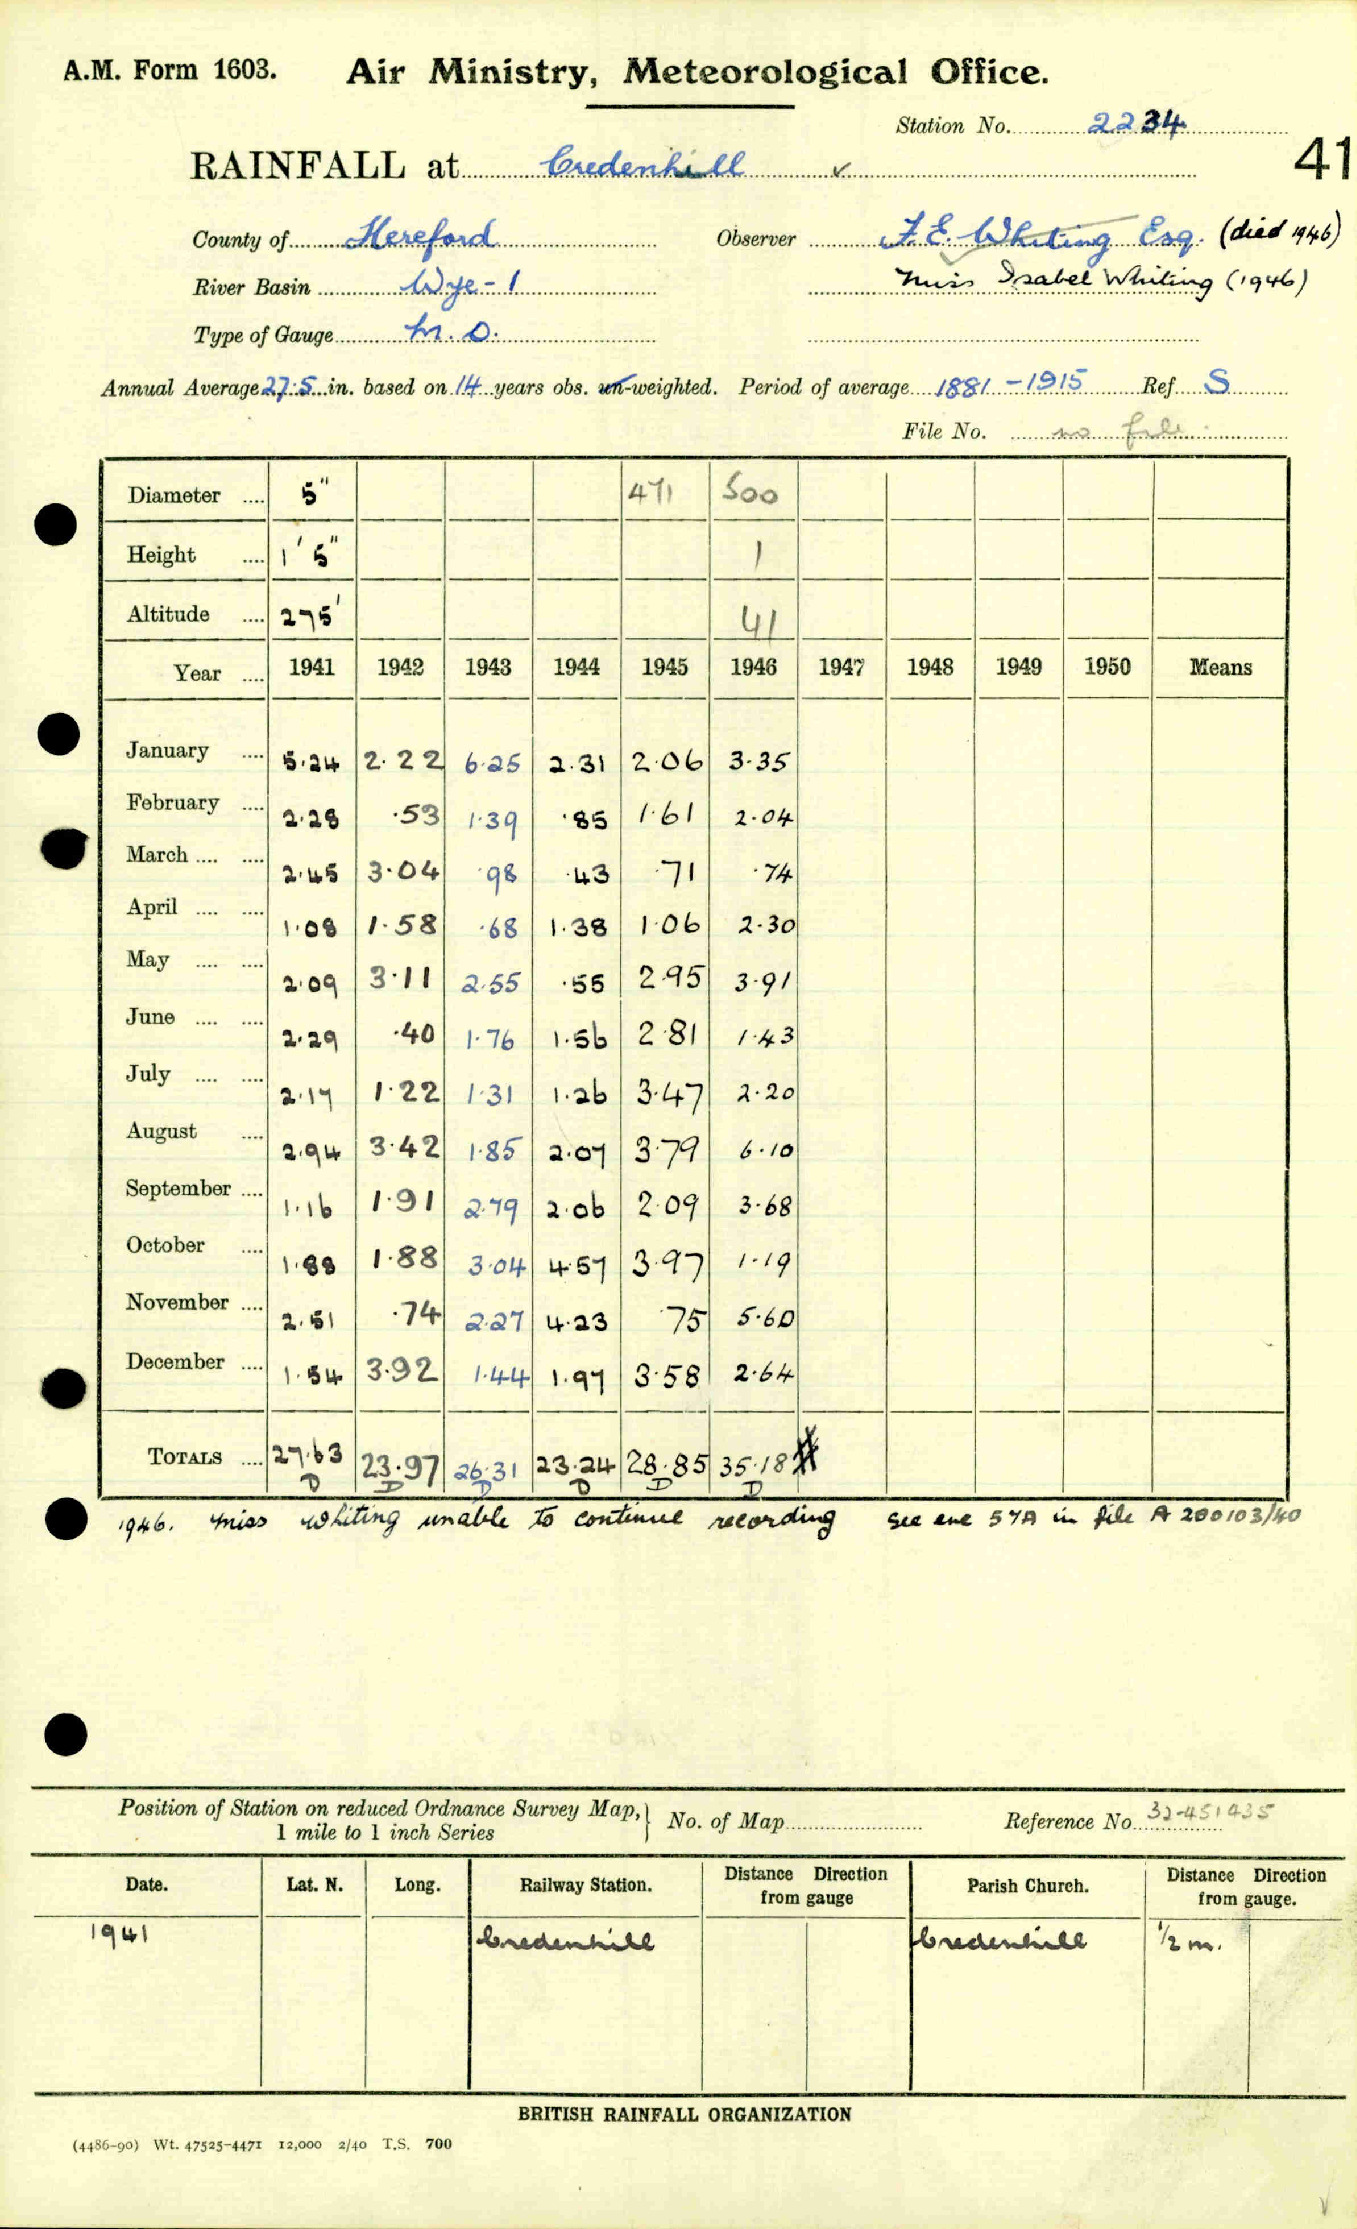 A.M. Form 1603. Air Ministry, Meteorological Office.
Station No. 2234
41
RAINFALL at Credenhill ✓
County of Hereford Observer F.E. Whiting Esq. (died 1946)
River Basin Wye - 1 Miss Isabel Whiting (1946)
Type of Gauge M.O.
Annual Average 27.5 in. based on 14 years obs. un-weighted. Period of average 1881-1915 Ref S
File No. no file.
Diameter .... 5" 471 500
Height .... 1' 5" 1
Altitude .... 275' 41
Year .... 1941 1942 1943 1944 1945 1946 1947 1948 1949 1950 Means
January .... 5.24 2.22 6.25 2.31 2.06 3.35
February .... 2.28 .53 1.39 .85 1.61 2.04
March .... .... 2.45 3.04 .98 .43 .71 .74
April .... .... 1.08 1.58 .68 1.38 1.06 2.30
May .... .... 2.09 3.11 2.55 .55 2.95 3.91
June .... .... 2.29 .40 1.76 1.56 2.81 1.43
July .... .... 2.17 1.22 1.31 1.26 3.47 2.20
August .... 2.94 3.42 1.85 2.07 3.79 6.10
September .... 1.16 1.91 2.79 2.06 2.09 3.68
October .... 1.88 1.88 3.04 4.57 3.97 1.19
November .... 2.51 .74 2.27 4.23 .75 5.60
December .... 1.54 3.92 1.44 1.97 3.58 2.64
TOTALS .... 27.63 23.97 26.31 23.24 28.85 35.18
D D D D D D
1946. Miss Whiting unable to continue recording see enc 57A in file A 200103/40
Position of Station on reduced Ordnance Survey Map, No. of Map Reference No. 32-451435
1 mile to 1 inch Series
Date. Lat. N. Long. Railway Station. Distance Direction from gauge Parish Church. Distance Direction from gauge.
1941 Credenhill Credenhill 1/2 m.
BRITISH RAINFALL ORGANIZATION
(4486-90) Wt. 47525-4471 12,000 2/40 T.S. 700